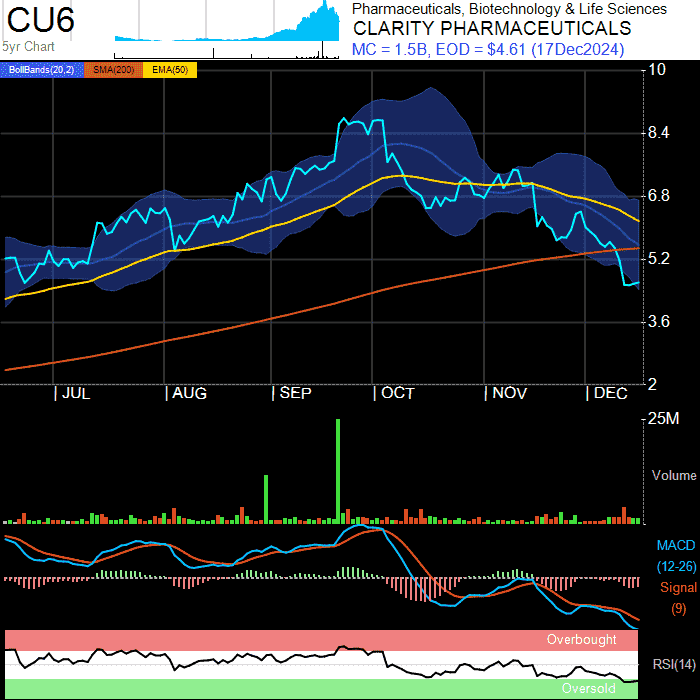 CU6
5yr Chart
Pharmaceuticals, Biotechnology & Life Sciences
CLARITY PHARMACEUTICALS
MC = 1.5B, EOD = $4.61 (17Dec2024)
BollBands(20,2) SMA(200) EMA(50)
10
8.4
6.8
5.2
3.6
2
| JUL | AUG | SEP | OCT | NOV | DEC
25M
Volume
MACD
(12-26)
Signal
(9)
Overbought
RSI(14)
Oversold